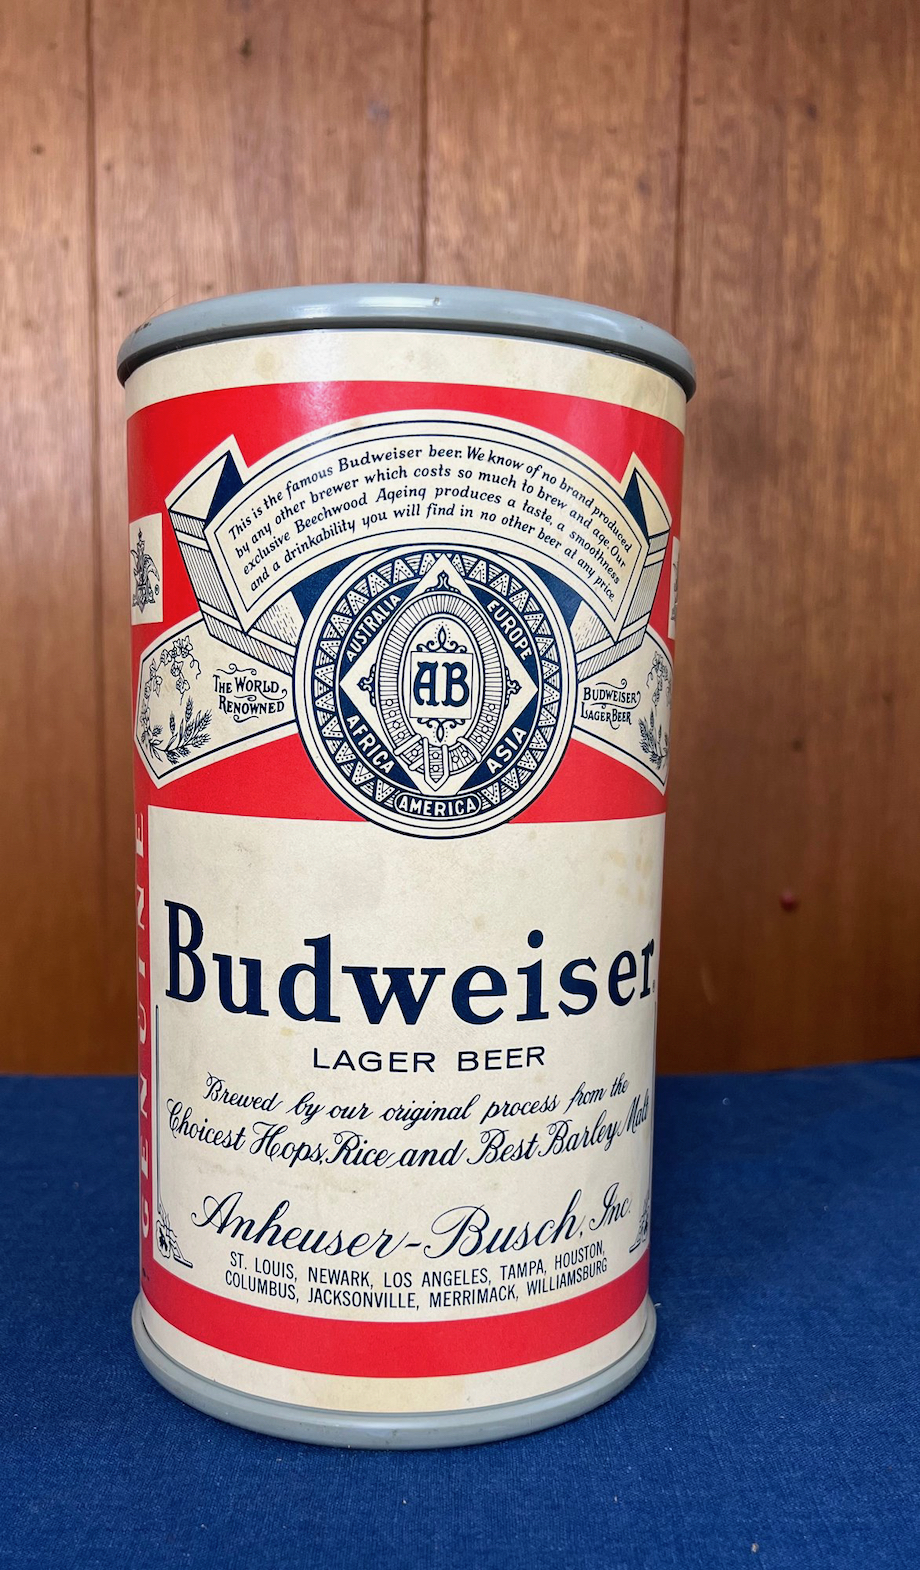 This is the famous Budweiser beer. We know of no brand produced
by any other brewer which costs so much to brew and age. Our
exclusive Beechwood Ageing produces a taste, a smoothness
and a drinkability you will find in no other beer at any price.
AUSTRALIA
EUROPE
THE WORLD
RENOWNED
AB
BUDWEISER
LAGER BEER
AFRICA
ASIA
AMERICA
GENUINE
Budweiser
LAGER BEER
Brewed by our original process from the
Choicest Hops, Rice and Best Barley Malt
Anheuser-Busch, Inc.
ST. LOUIS, NEWARK, LOS ANGELES, TAMPA, HOUSTON,
COLUMBUS, JACKSONVILLE, MERRIMACK, WILLIAMSBURG